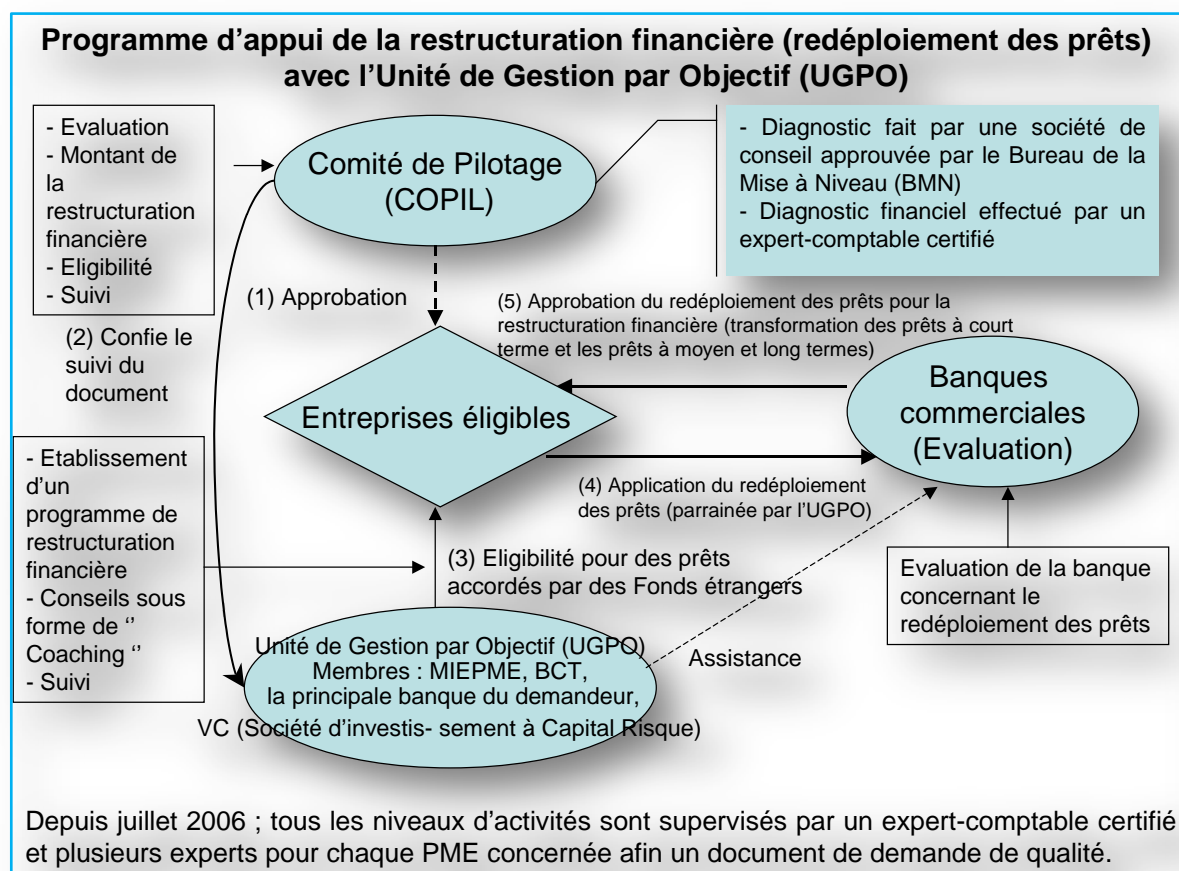 Programme d'appui de la restructuration financière (redéploiement des prêts)
avec l'Unité de Gestion par Objectif (UGPO)
- Evaluation
- Montant de
la
restructuration
financière
- Eligibilité
- Suivi
Comité de Pilotage
(COPIL)
- Diagnostic fait par une société de
conseil approuvée par le Bureau de la
Mise à Niveau (BMN)
- Diagnostic financiel effectué par un
expert-comptable certifié
(1) Approbation
(2) Confie le
suivi du
document
(5) Approbation du redéploiement des prêts pour la
restructuration financière (transformation des prêts à court
terme et les prêts à moyen et long termes)
Entreprises éligibles
Banques
commerciales
(Evaluation)
(4) Application du redéploiement
des prêts (parrainée par l'UGPO)
- Etablissement
d'un
programme de
restructuration
financière
- Conseils sous
forme de ‘’
Coaching ‘’
- Suivi
(3) Eligibilité pour des prêts
accordés par des Fonds étrangers
Evaluation de la banque
concernant le
redéploiement des prêts
Unité de Gestion par Objectif (UGPO)
Membres : MIEPME, BCT,
la principale banque du demandeur,
VC (Société d'investis- sement à Capital Risque)
Assistance
Depuis juillet 2006 ; tous les niveaux d'activités sont supervisés par un expert-comptable certifié
et plusieurs experts pour chaque PME concernée afin un document de demande de qualité.